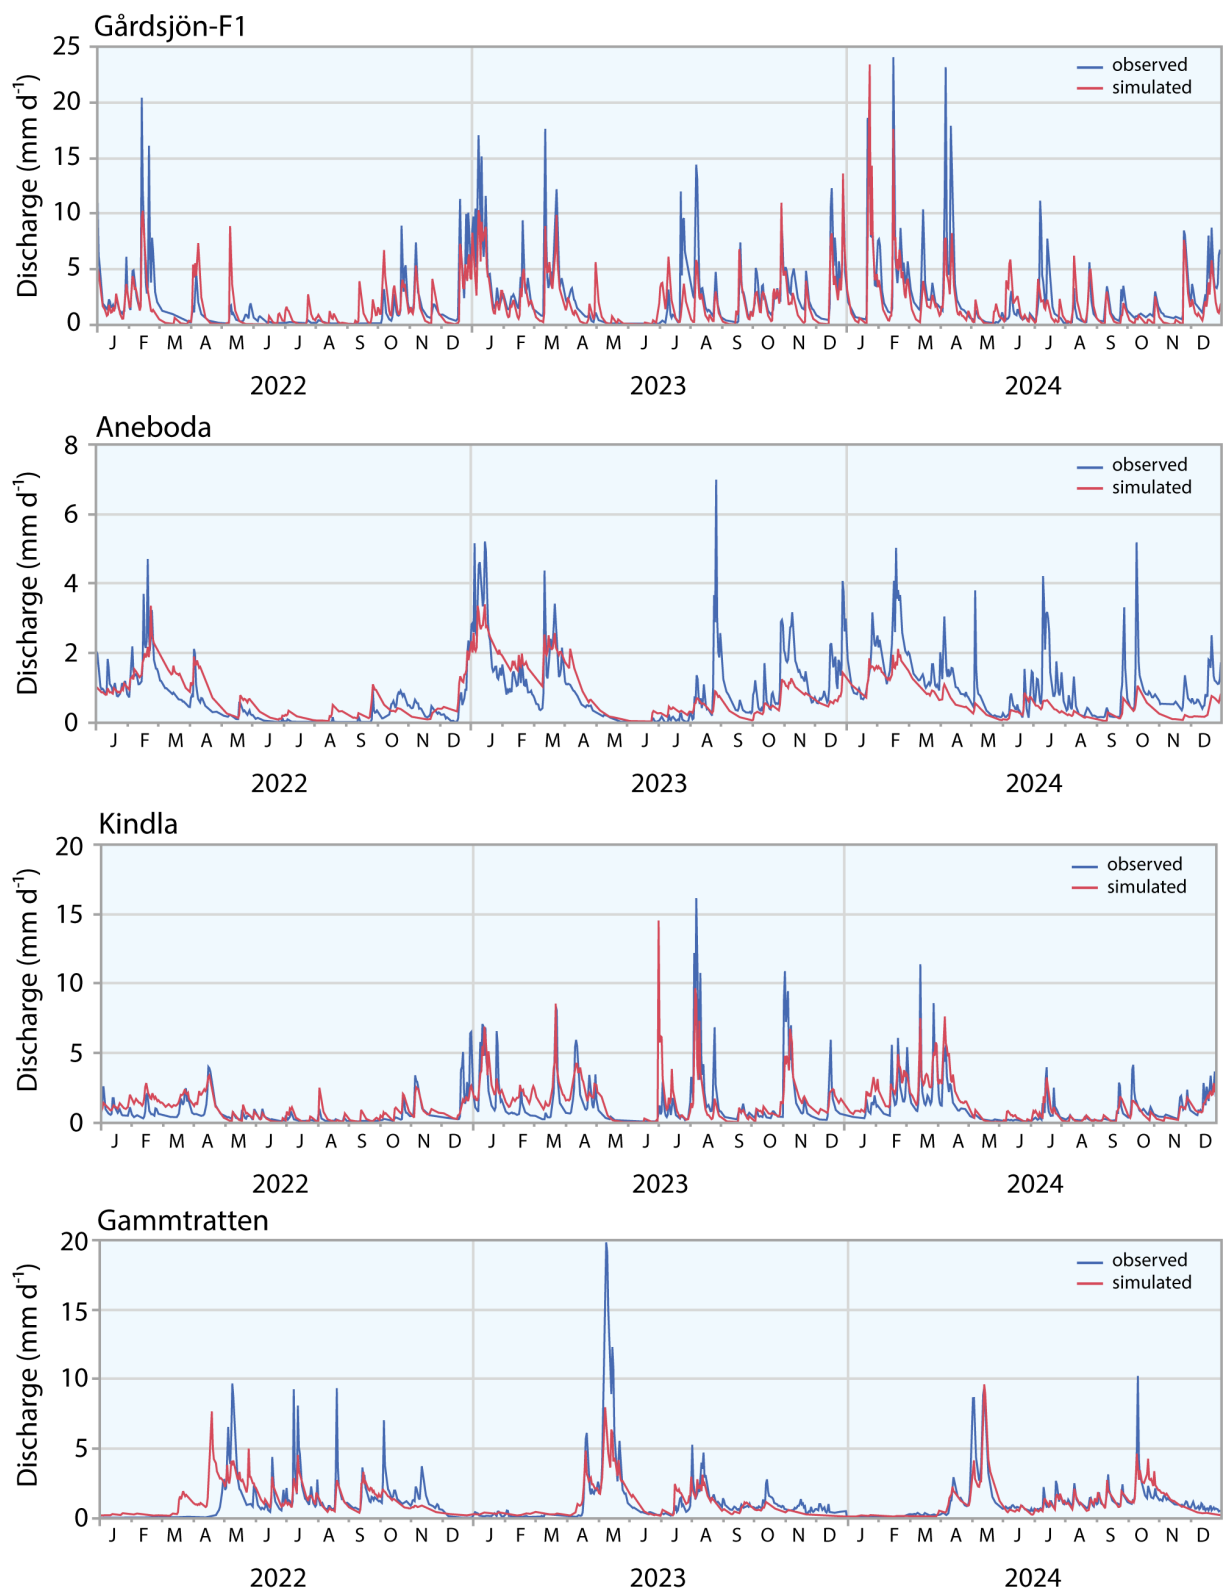 Gårdsjön-F1
25
20
15
10
5
0
Discharge (mm d⁻¹)
observed
simulated
J F M A M J J A S O N D J F M A M J J A S O N D J F M A M J J A S O N D
2022 2023 2024
Aneboda
8
6
4
2
0
Discharge (mm d⁻¹)
observed
simulated
J F M A M J J A S O N D J F M A M J J A S O N D J F M A M J J A S O N D
2022 2023 2024
Kindla
20
15
10
5
0
Discharge (mm d⁻¹)
observed
simulated
J F M A M J J A S O N D J F M A M J J A S O N D J F M A M J J A S O N D
2022 2023 2024
Gammtratten
20
15
10
5
0
Discharge (mm d⁻¹)
observed
simulated
J F M A M J J A S O N D J F M A M J J A S O N D J F M A M J J A S O N D
2022 2023 2024